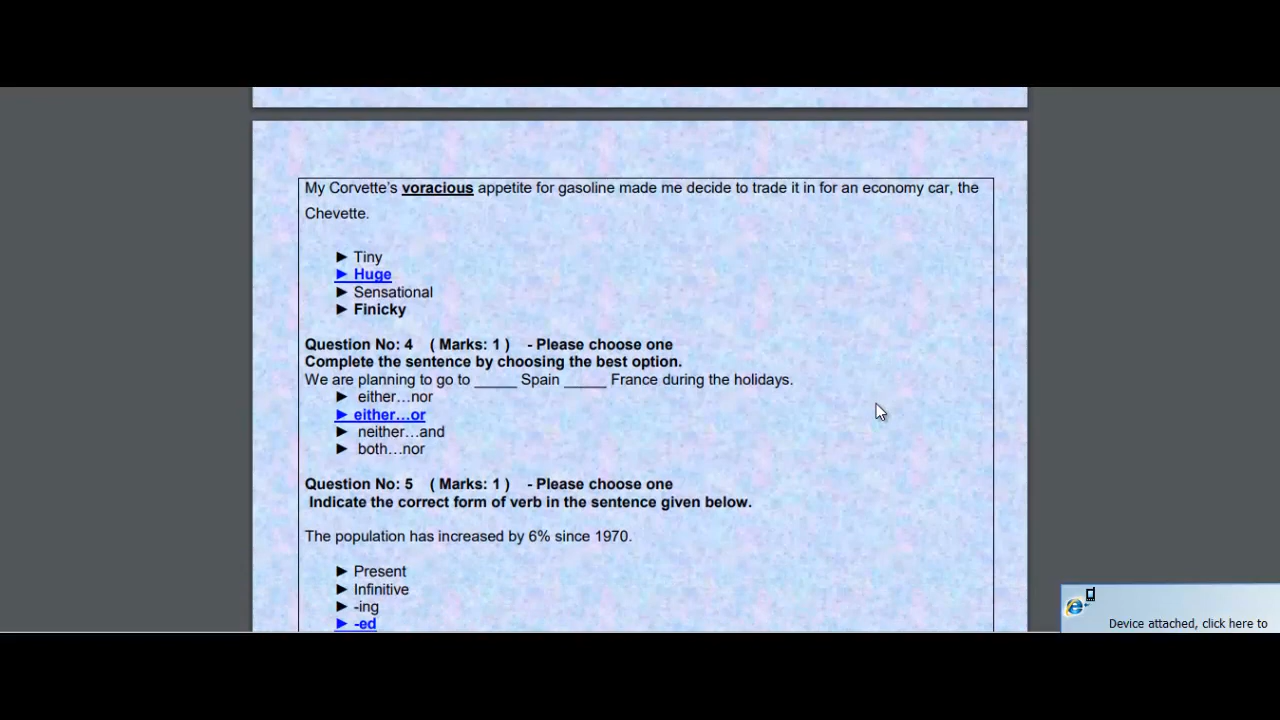 My Corvette's voracious appetite for gasoline made me decide to trade it in for an economy car, the
Chevette.
► Tiny
► Huge
► Sensational
► Finicky
Question No: 4 ( Marks: 1 ) - Please choose one
Complete the sentence by choosing the best option.
We are planning to go to _____ Spain _____ France during the holidays.
► either…nor
► either…or
► neither…and
► both…nor
Question No: 5 ( Marks: 1 ) - Please choose one
Indicate the correct form of verb in the sentence given below.
The population has increased by 6% since 1970.
► Present
► Infinitive
► -ing
► -ed
Device attached, click here to